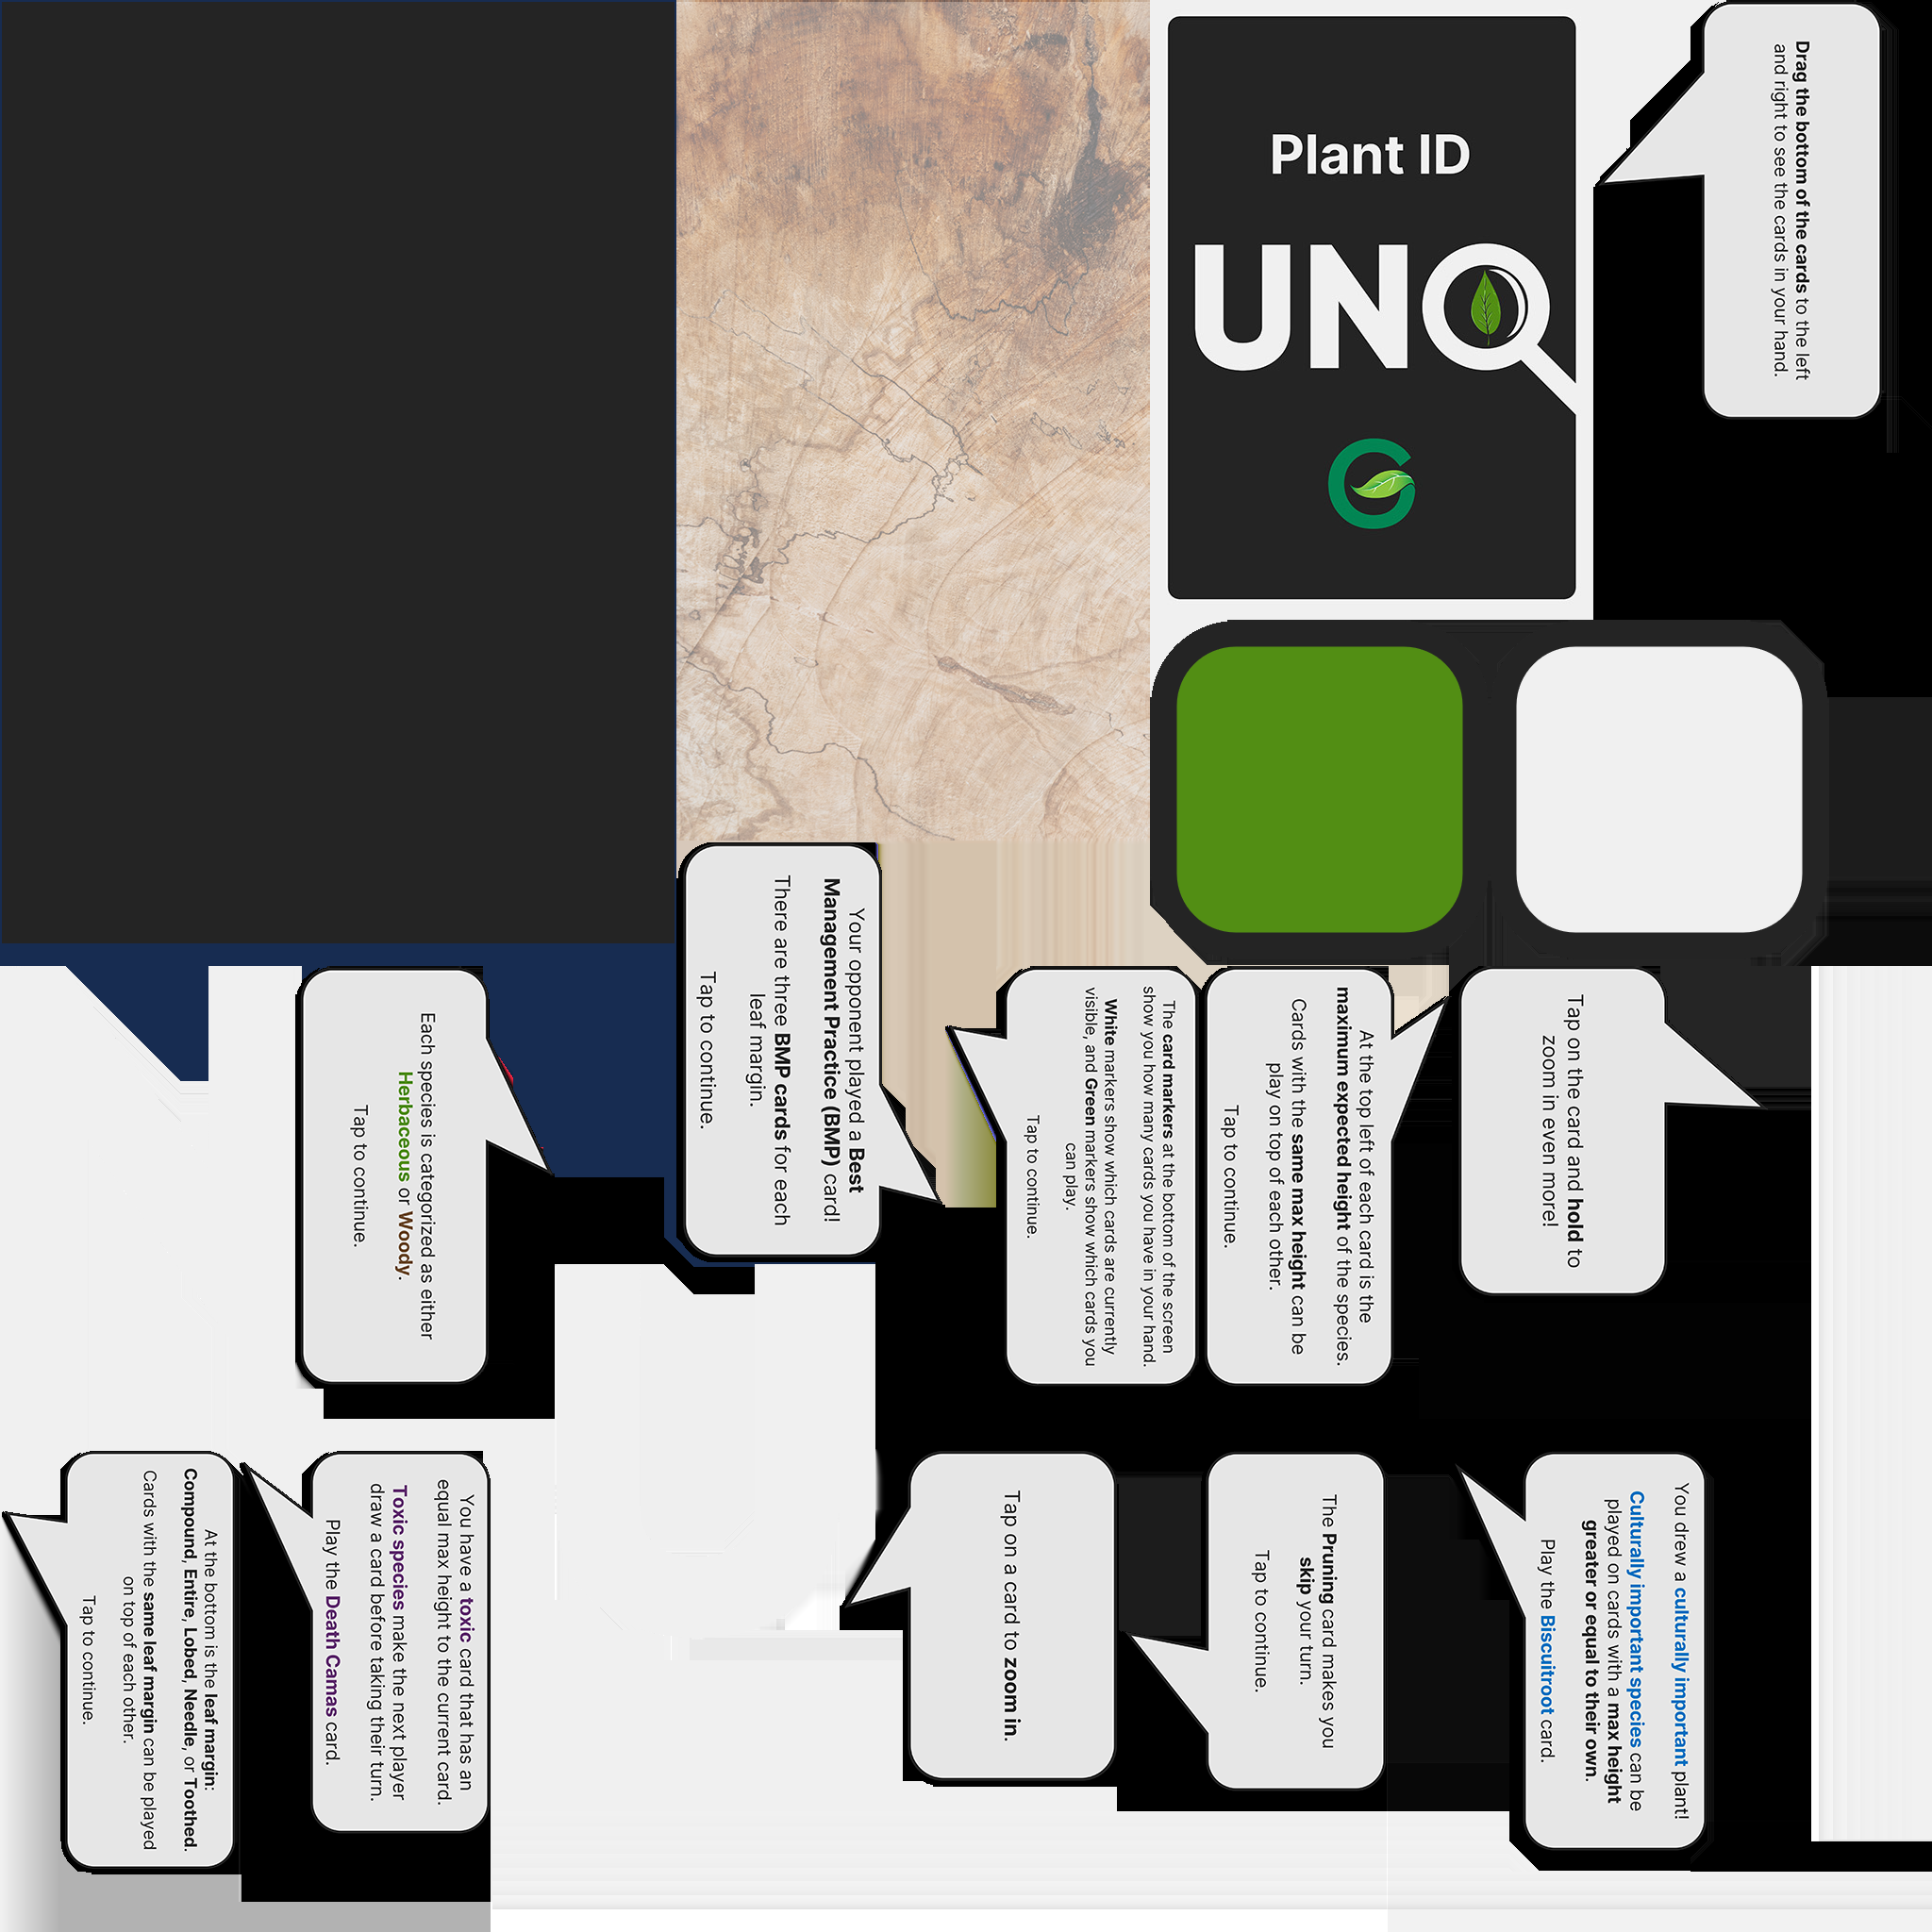 Plant ID
UNO
Drag the bottom of the cards to the left
and right to see the cards in your hand.
Your opponent played a Best
Management Practice (BMP) card!
There are three BMP cards for each
leaf margin.
Tap to continue.
Each species is categorized as either
Herbaceous or Woody.
Tap to continue.
The card markers at the bottom of the screen
show you how many cards you have in your hand.
White markers show which cards are currently
visible, and Green markers show which cards you
can play.
Tap to continue.
At the top left of each card is the
maximum expected height of the species.
Cards with the same max height can be
play on top of each other.
Tap to continue.
Tap on the card and hold to
zoom in even more!
At the bottom is the leaf margin:
Compound, Entire, Lobed, Needle, or Toothed.
Cards with the same leaf margin can be played
on top of each other.
Tap to continue.
You have a toxic card that has an
equal max height to the current card.
Toxic species make the next player
draw a card before taking their turn.
Play the Death Camas card.
Tap on a card to zoom in.
The Pruning card makes you
skip your turn.
Tap to continue.
You drew a culturally important plant!
Culturally important species can be
played on cards with a max height
greater or equal to their own.
Play the Biscuitroot card.